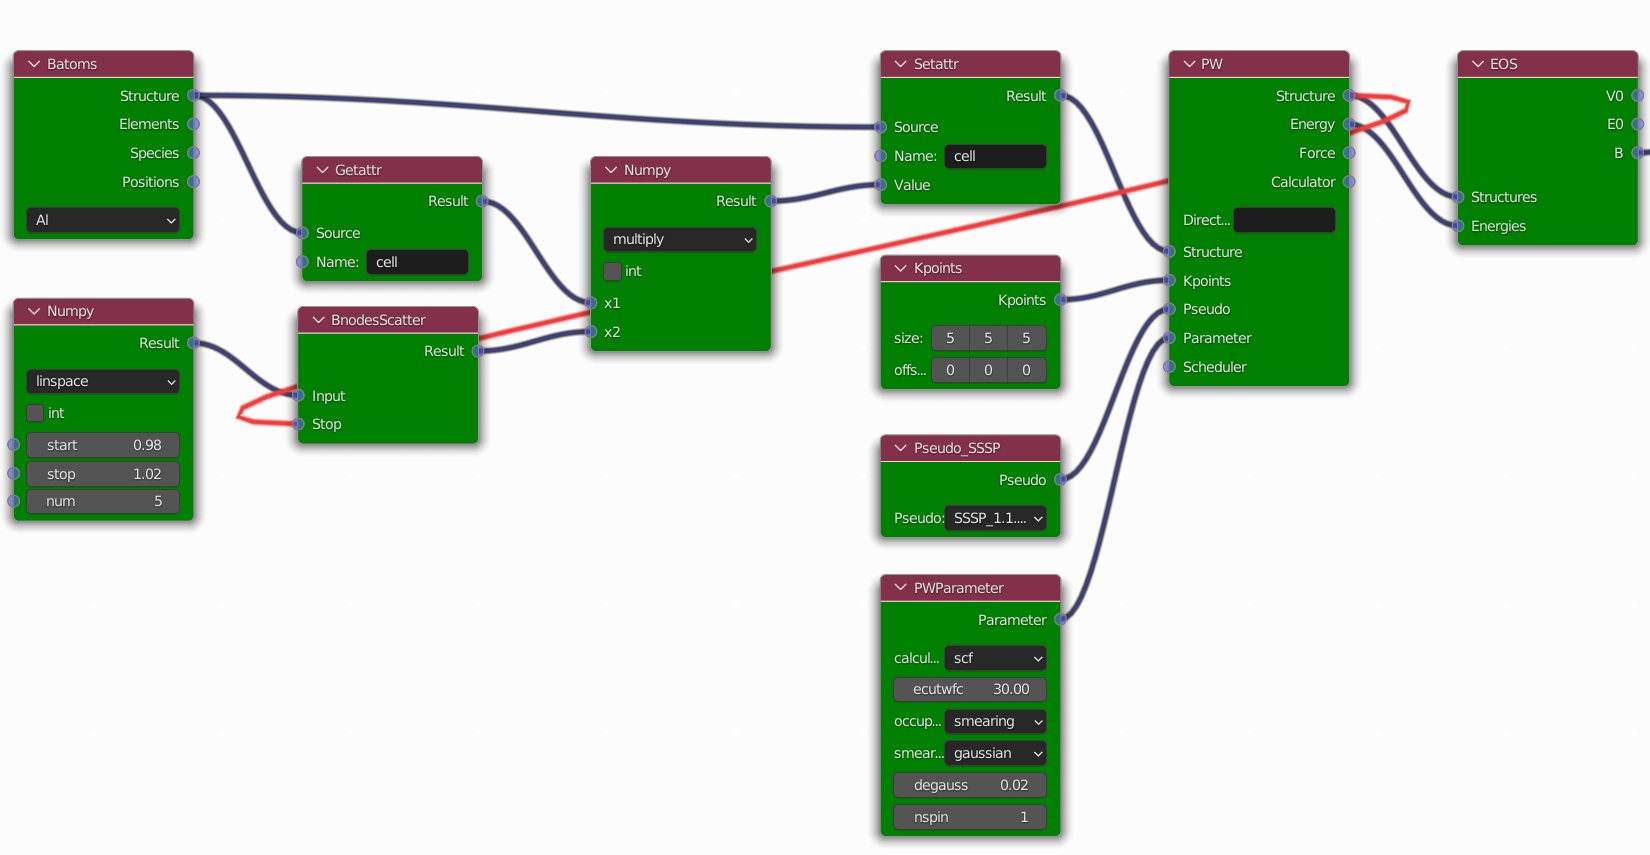 Batoms
Structure
Elements
Species
Positions
Al
Numpy
Result
linspace
int
start 0.98
stop 1.02
num 5
Getattr
Result
Source
Name: cell
BnodesScatter
Result
Input
Stop
Numpy
Result
multiply
int
x1
x2
Setattr
Result
Source
Name: cell
Value
Kpoints
Kpoints
size: 5 5 5
offs... 0 0 0
Pseudo_SSSP
Pseudo
Pseudo: SSSP_1.1....
PWParameter
Parameter
calcul... scf
ecutwfc 30.00
occup... smearing
smear... gaussian
degauss 0.02
nspin 1
PW
Structure
Energy
Force
Calculator
Direct...
Structure
Kpoints
Pseudo
Parameter
Scheduler
EOS
V0
E0
B
Structures
Energies